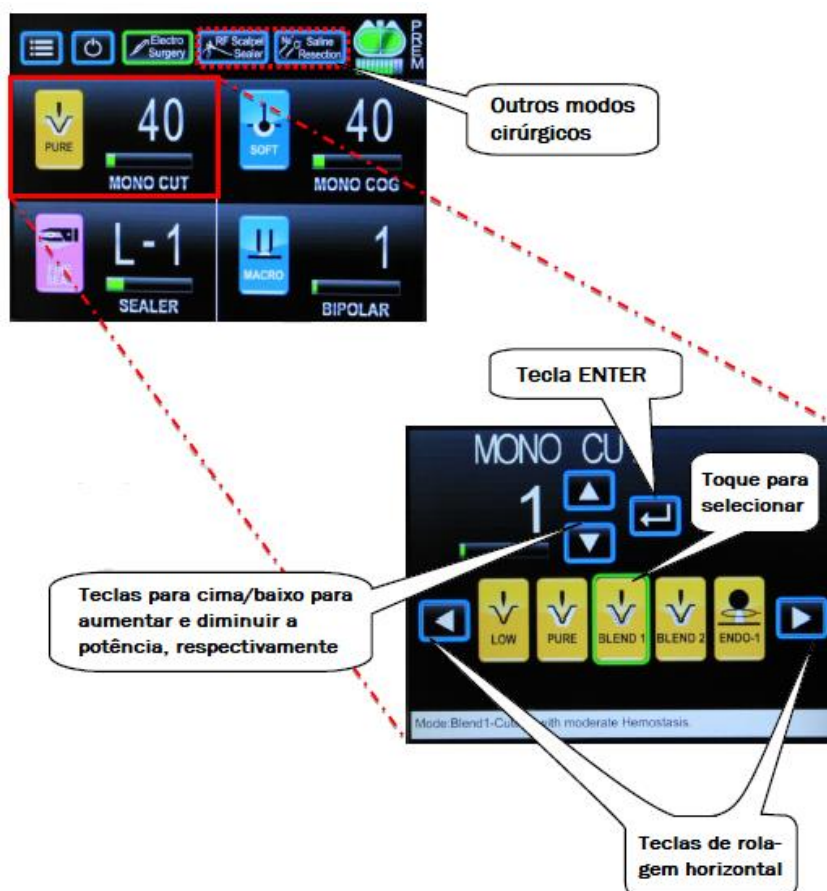 Electro
Surgery
RF Scalpel
Sealer
Saline
Resection
PREM
PURE
40
MONO CUT
SOFT
40
MONO COG
L-1
SEALER
MACRO
1
BIPOLAR
Outros modos
cirúrgicos
Tecla ENTER
MONO CU
1
Toque para
selecionar
Teclas para cima/baixo para
aumentar e diminuir a
potência, respectivamente
LOW
PURE
BLEND 1
BLEND 2
ENDO-1
Mode:Blend1-Cut with moderate Hemostasis.
Teclas de rola-
gem horizontal